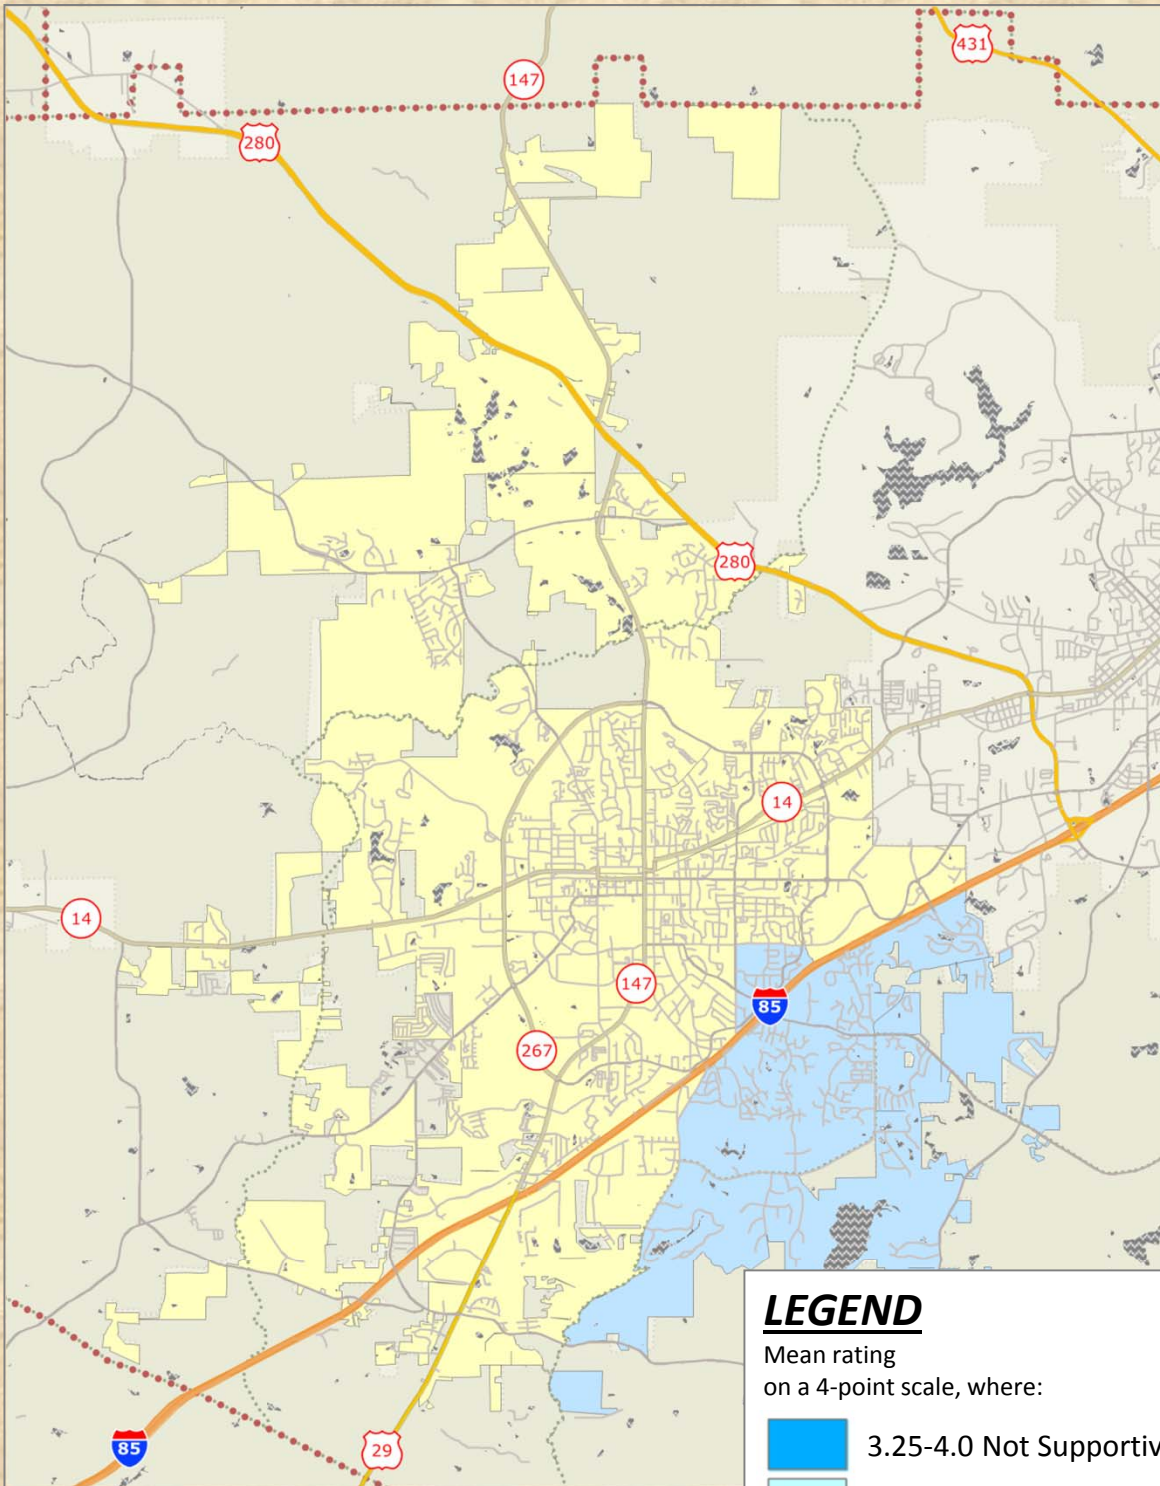 431
147
280
280
14
14
147
85
267
LEGEND
Mean rating
on a 4-point scale, where:
3.25-4.0 Not Supportiv
85
29